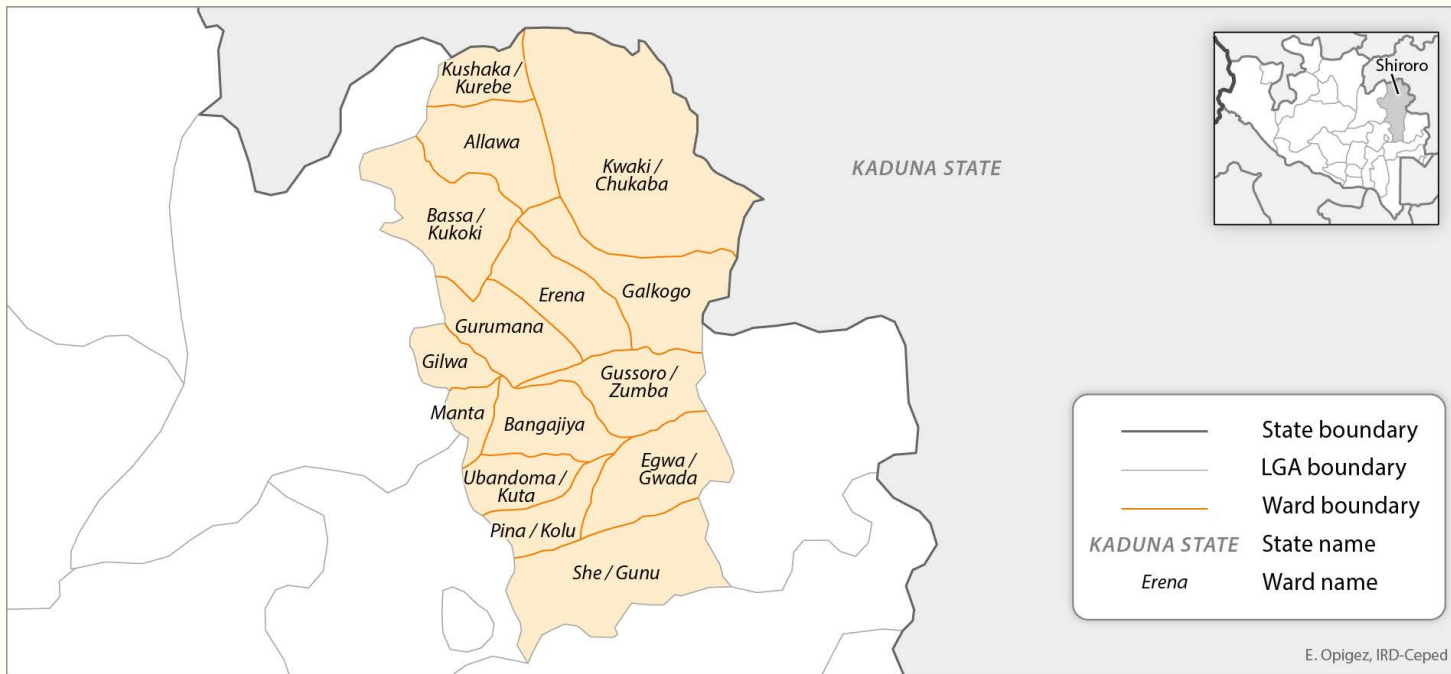 Kushaka /
Kurebe
Shiroro
Allawa
Kwaki /
Chukaba
KADUNA STATE
Bassa /
Kukoki
Erena
Galkogo
Gurumana
Gilwa
Gussoro /
Zumba
Manta
Bangajiya
Egwa /
Gwada
Ubandoma /
Kuta
Pina / Kolu
She / Gunu
State boundary
LGA boundary
Ward boundary
KADUNA STATE State name
Erena Ward name
E. Opigez, IRD-Ceped